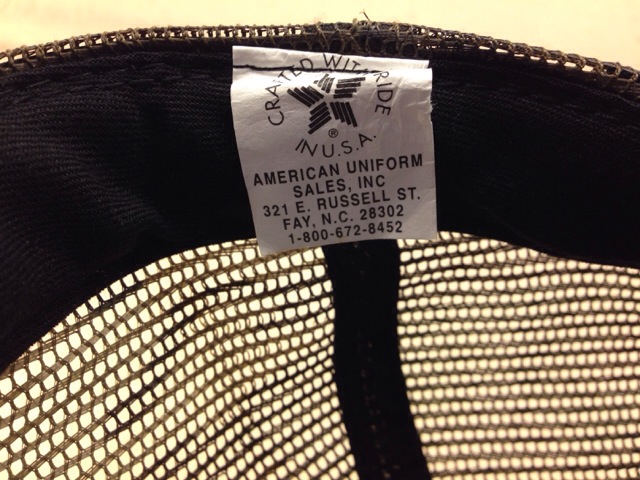 CRAFTED WITH PRIDE
®
IN U.S.A.
AMERICAN UNIFORM
SALES, INC
321 E. RUSSELL ST.
FAY, N.C. 28302
1-800-672-8452